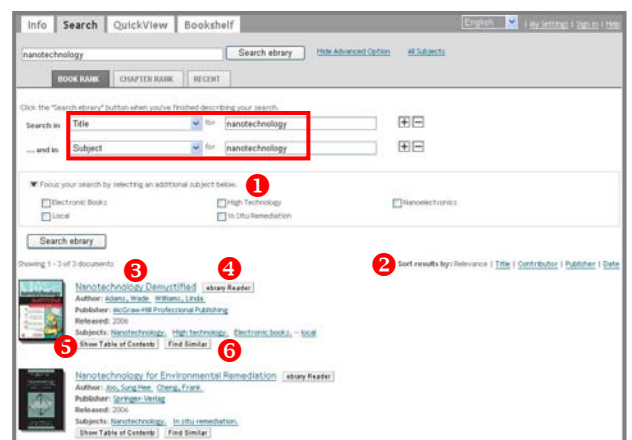 Info Search QuickView Bookshelf English | My Settings | Sign In | Help
nanotechnology Search ebrary Hide Advanced Option All Subjects
BOOK RANK CHAPTER RANK RECENT
Click the "Search ebrary" button when you've finished describing your search.
Search in Title for nanotechnology
... and in Subject for nanotechnology
Focus your search by selecting an additional subject below. 1
Electronic Books High Technology Nanoelectronics
Local In Situ Remediation
Search ebrary
Showing 1 - 3 of 3 documents 2 Sort results by: Relevance | Title | Contributor | Publisher | Date
3 4
Nanotechnology Demystified ebrary Reader
Author: Adams, Wade Williams, Linda
Publisher: McGraw-Hill Professional Publishing
Released: 2006
Subjects: Nanotechnology. High technology. Electronic books. -- local
5 Show Table of Contents Find Similar 6
Nanotechnology for Environmental Remediation ebrary Reader
Author: Joo, Sung Hee Cheng, Frank
Publisher: Springer-Verlag
Released: 2006
Subjects: Nanotechnology. In situ remediation.
Show Table of Contents Find Similar